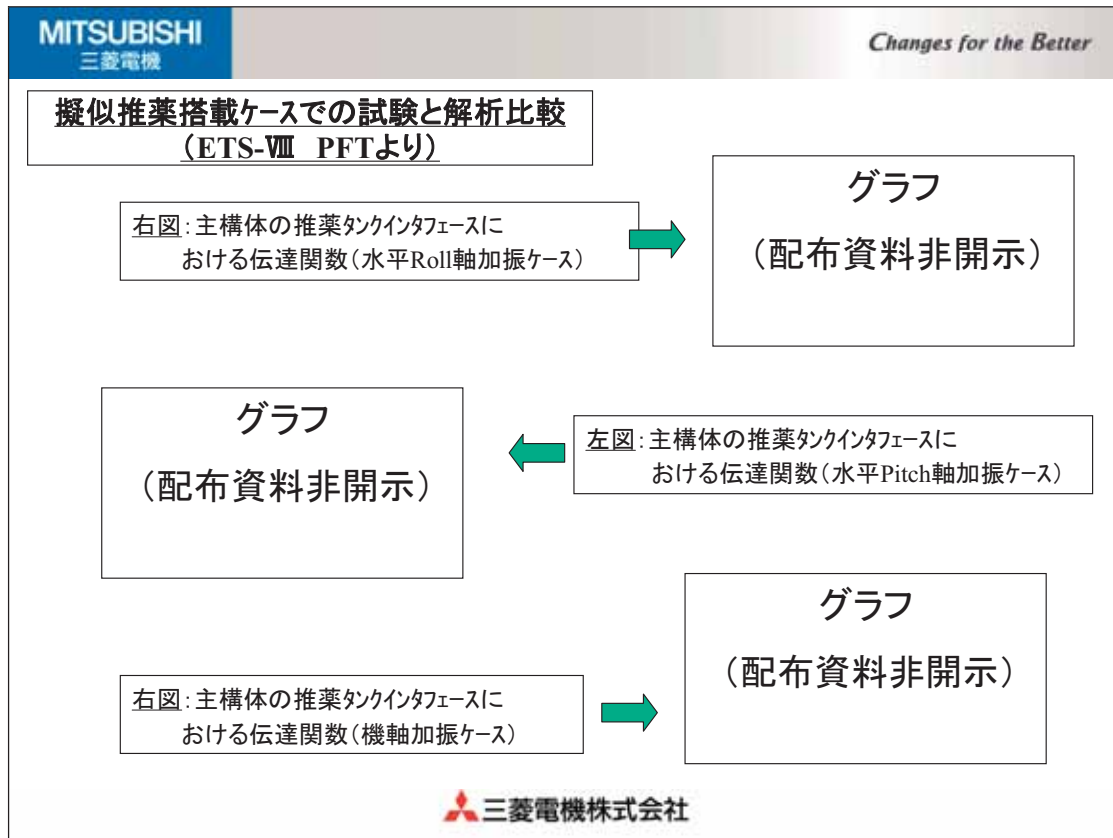 MITSUBISHI
三菱電機
Changes for the Better
擬似推薬搭載ケースでの試験と解析比較
（ETS-Ⅷ　PFTより）
右図：主構体の推薬タンクインタフェースに
おける伝達関数（水平Roll軸加振ケース）
グラフ
（配布資料非開示）
グラフ
（配布資料非開示）
左図：主構体の推薬タンクインタフェースに
おける伝達関数（水平Pitch軸加振ケース）
右図：主構体の推薬タンクインタフェースに
おける伝達関数（機軸加振ケース）
グラフ
（配布資料非開示）
三菱電機株式会社